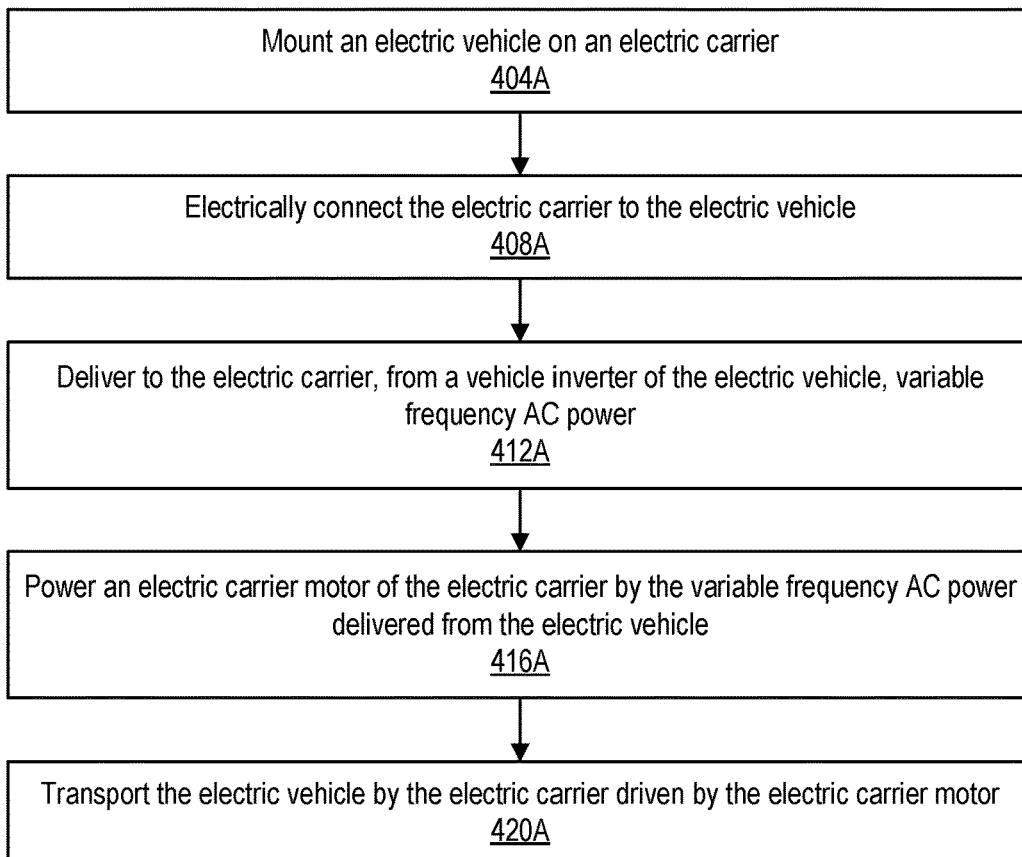 Mount an electric vehicle on an electric carrier
404A
Electrically connect the electric carrier to the electric vehicle
408A
Deliver to the electric carrier, from a vehicle inverter of the electric vehicle, variable
frequency AC power
412A
Power an electric carrier motor of the electric carrier by the variable frequency AC power
delivered from the electric vehicle
416A
Transport the electric vehicle by the electric carrier driven by the electric carrier motor
420A